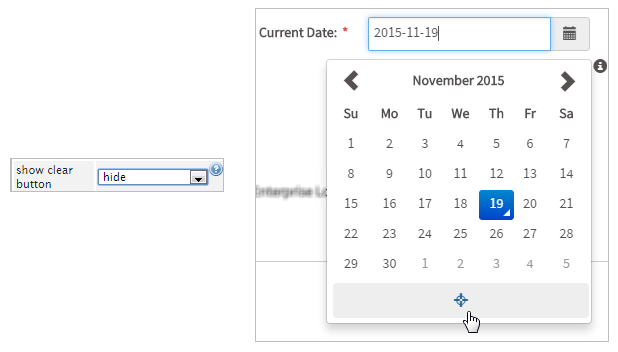 show clear
button
hide
Current Date: *
2015-11-19
November 2015
Su Mo Tu We Th Fr Sa
1 2 3 4 5 6 7
8 9 10 11 12 13 14
15 16 17 18 19 20 21
22 23 24 25 26 27 28
29 30 1 2 3 4 5
Enterprise